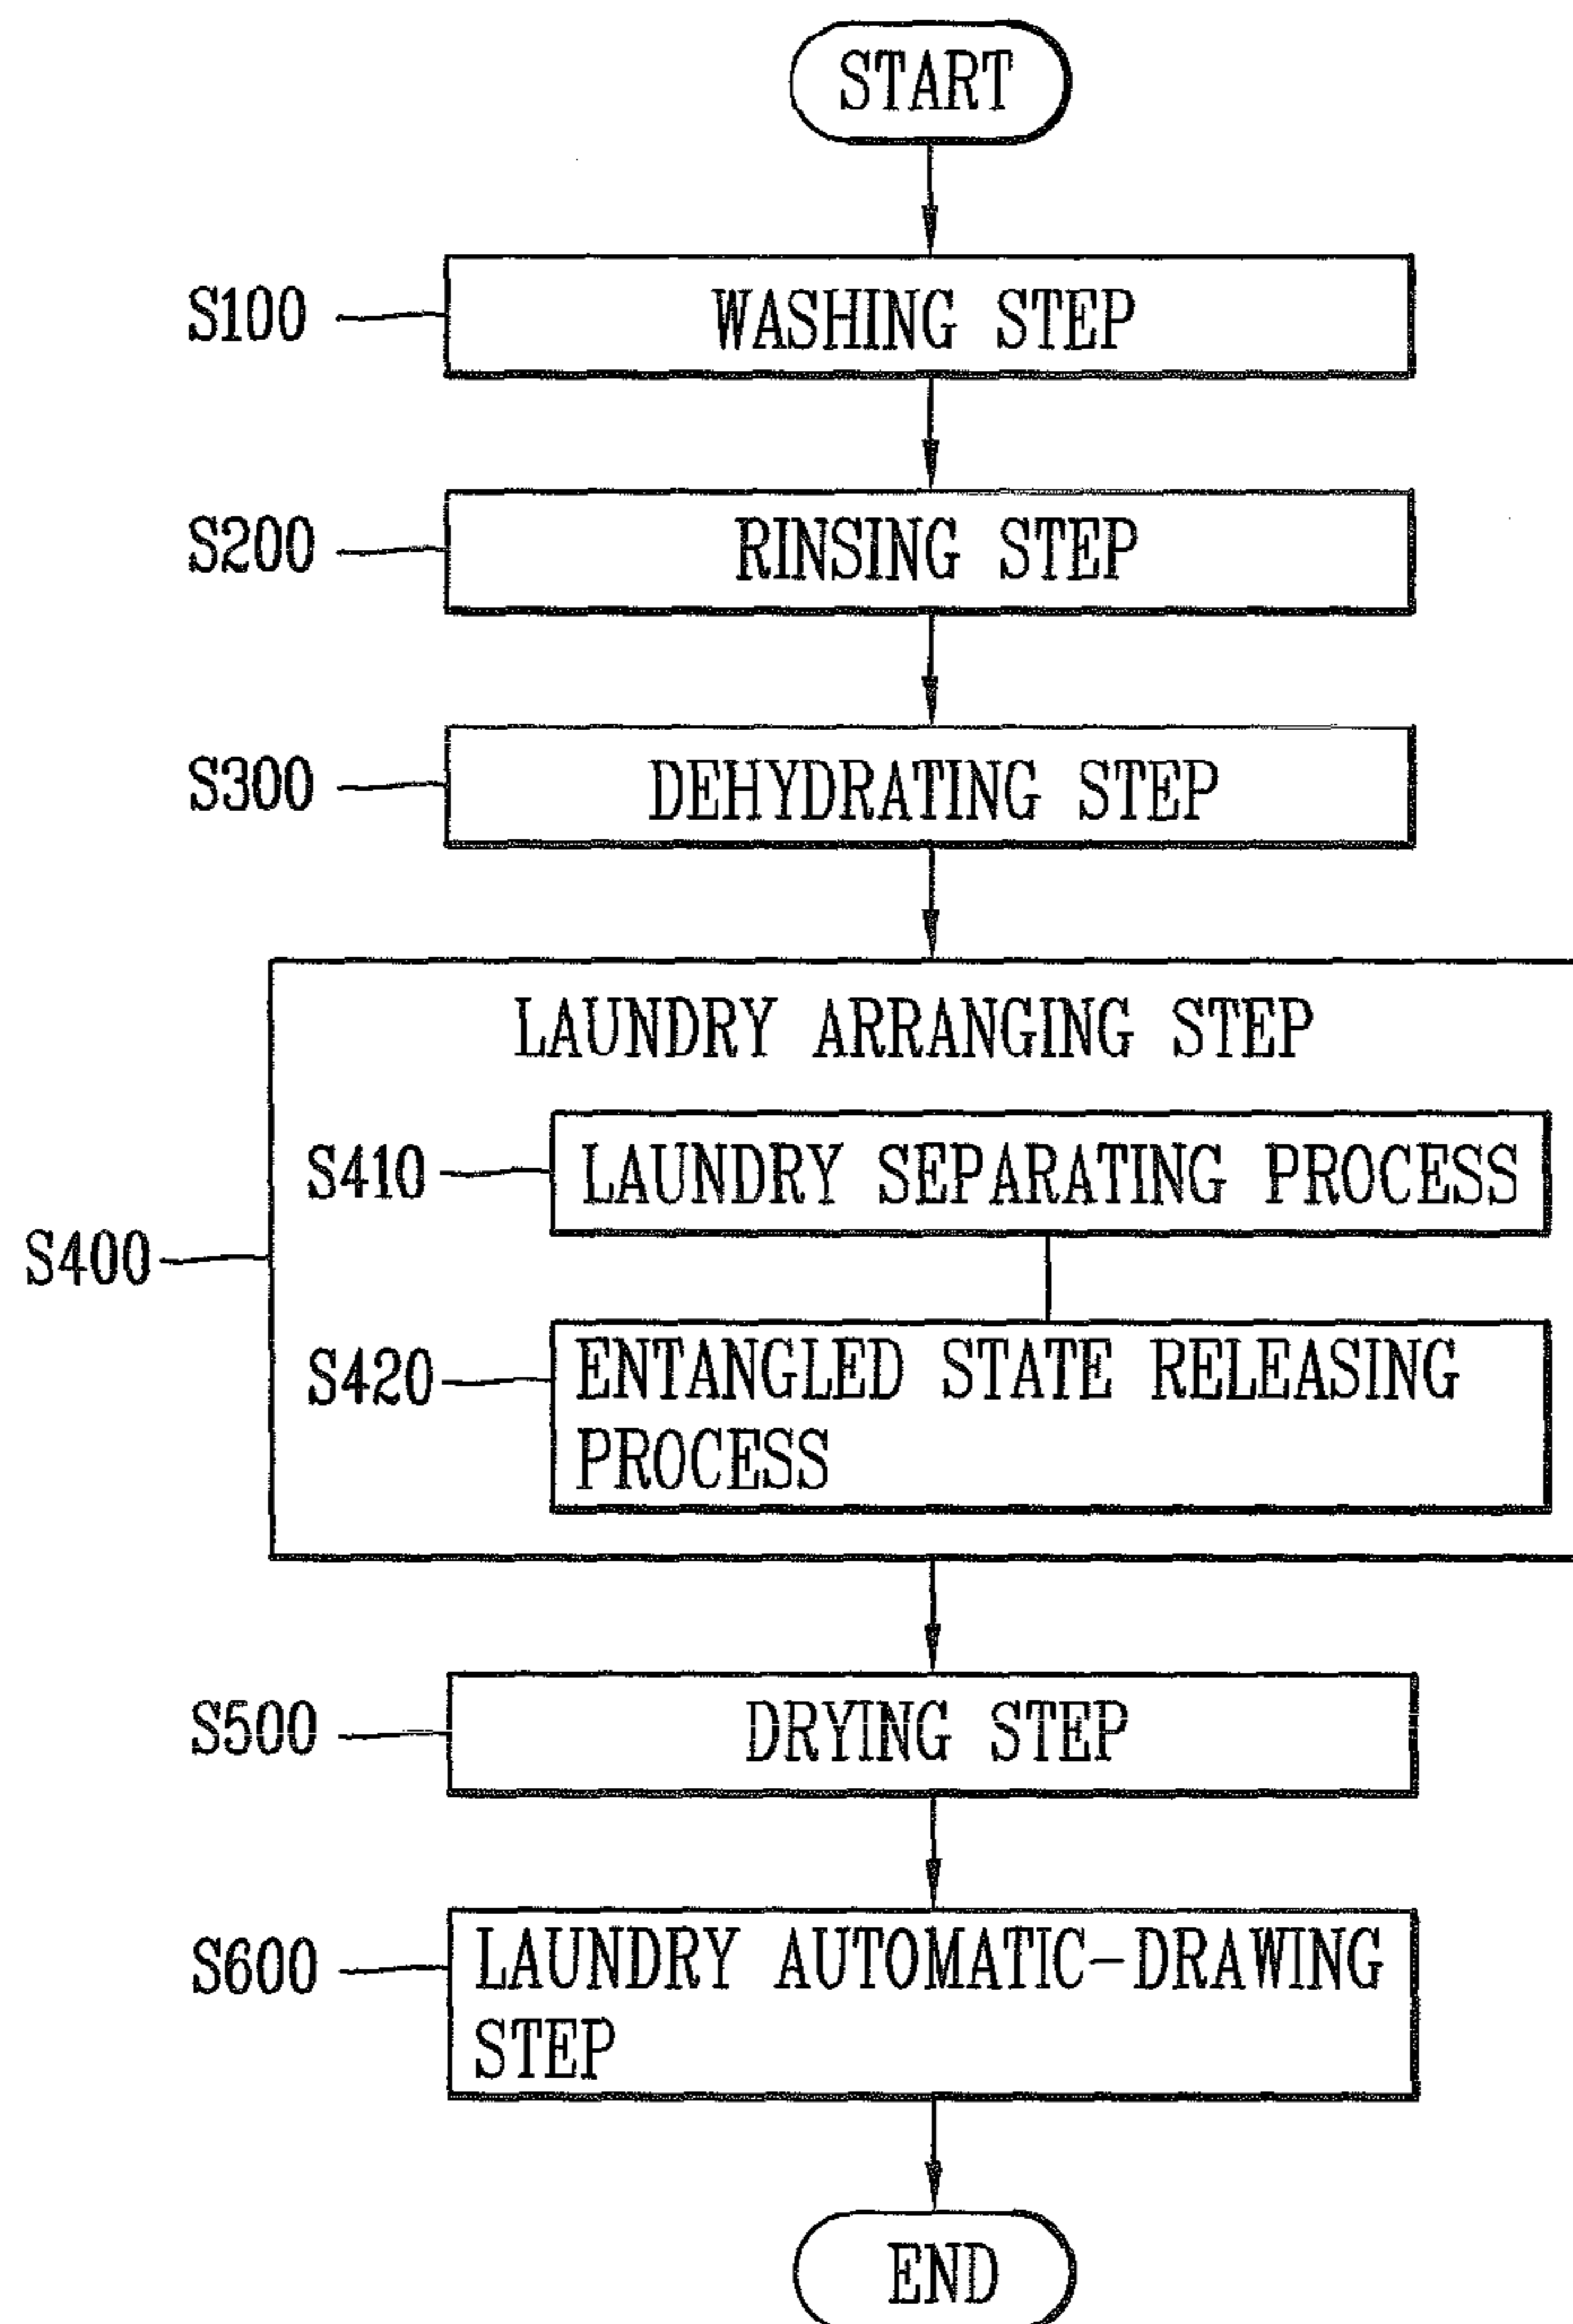 START
S100
WASHING STEP
S200
RINSING STEP
S300
DEHYDRATING STEP
LAUNDRY ARRANGING STEP
S410
LAUNDRY SEPARATING PROCESS
S400
S420
ENTANGLED STATE RELEASING
PROCESS
S500
DRYING STEP
S600
LAUNDRY AUTOMATIC-DRAWING
STEP
END